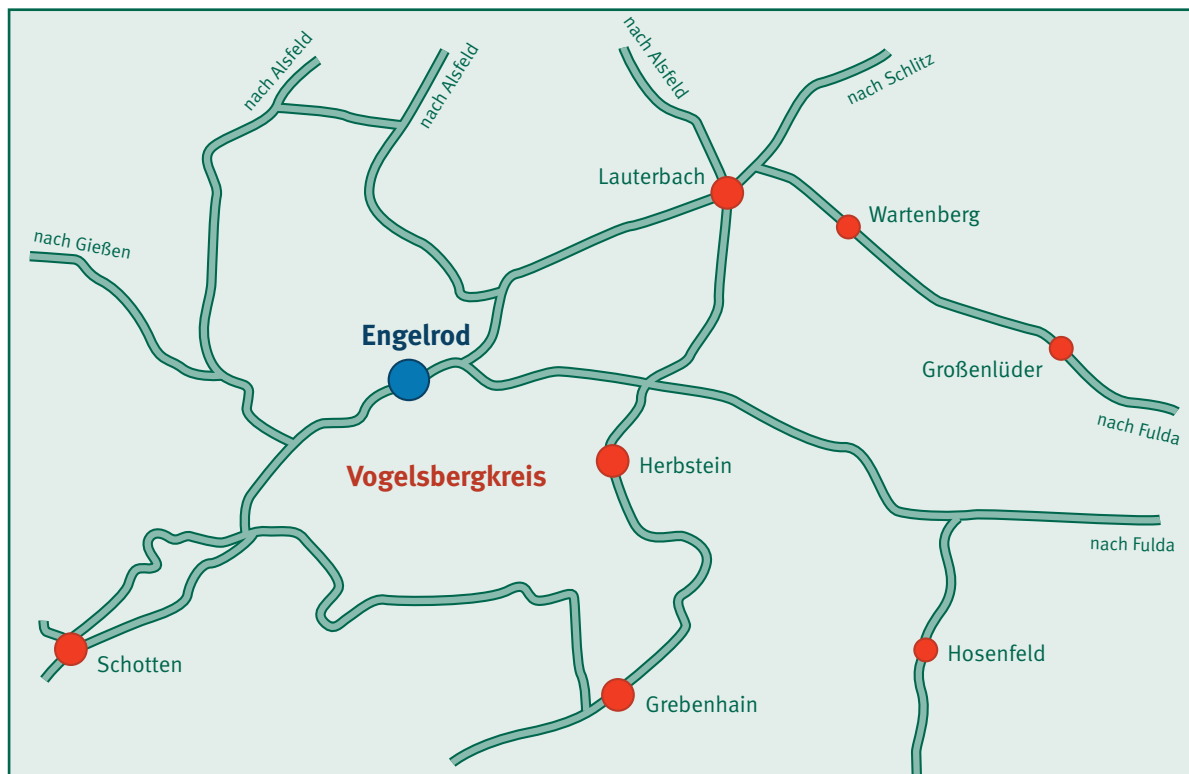 nach Alsfeld
nach Alsfeld
nach Alsfeld
nach Schlitz
Lauterbach
Wartenberg
nach Gießen
Engelrod
Großenlüder
nach Fulda
Vogelsbergkreis
Herbstein
nach Fulda
Schotten
Hosenfeld
Grebenhain